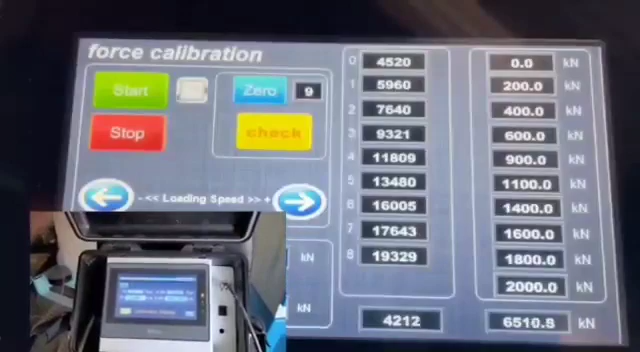 force calibration
Start
Zero 9
Stop
check
- << Loading Speed >> +
kN
kN
0 4520
1 5960
2 7640
3 9321
4 11809
5 13480
6 16005
7 17643
8 19329
4212
0.0 kN
200.0 kN
400.0 kN
600.0 kN
900.0 kN
1100.0 kN
1400.0 kN
1600.0 kN
1800.0 kN
2000.0 kN
6510.8 kN